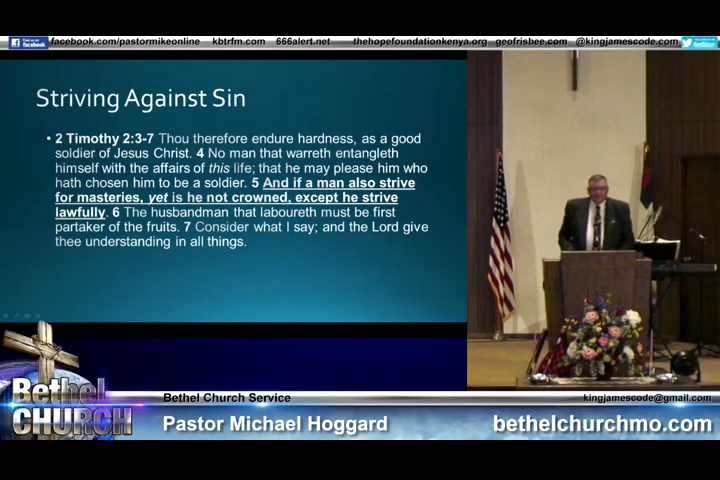 Find us on facebook facebook.com/pastormikeonline kbtrfm.com 666alert.net thehopefoundationkenya.org geofrisbee.com @kingjamescode.com twitter
Striving Against Sin
• 2 Timothy 2:3-7 Thou therefore endure hardness, as a good
soldier of Jesus Christ. 4 No man that warreth entangleth
himself with the affairs of this life; that he may please him who
hath chosen him to be a soldier. 5 And if a man also strive
for masteries, yet is he not crowned, except he strive
lawfully. 6 The husbandman that laboureth must be first
partaker of the fruits. 7 Consider what I say; and the Lord give
thee understanding in all things.
Bethel
CHURCH
Bethel Church Service kingjamescode@gmail.com
Pastor Michael Hoggard bethelchurchmo.com